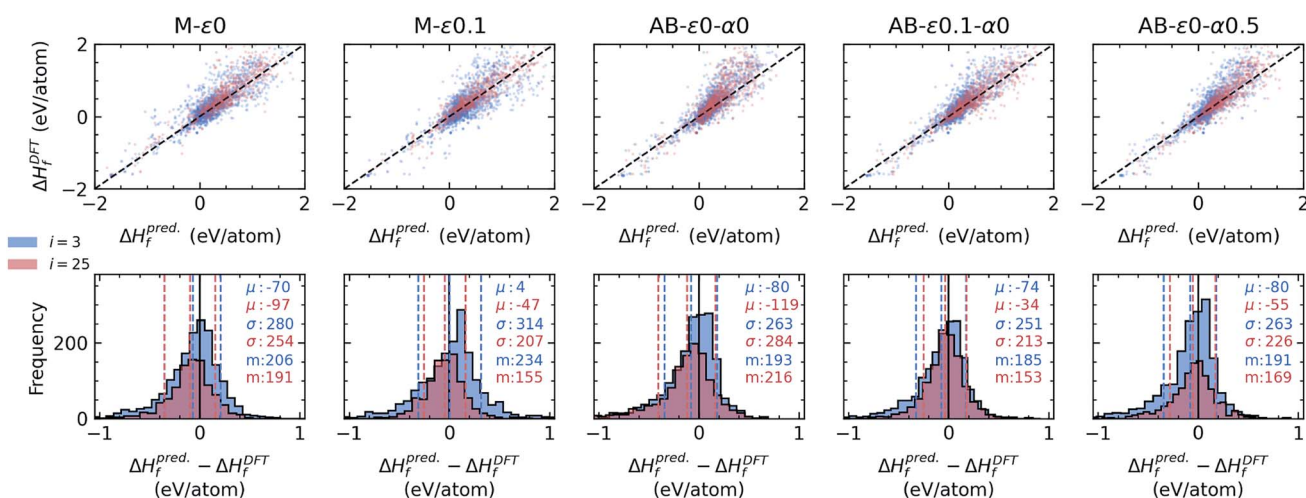 M-ε0
M-ε0.1
AB-ε0-α0
AB-ε0.1-α0
AB-ε0-α0.5
ΔH_f^{DFT} (eV/atom)
2
0
−2
−2 0 2
−2 0 2
−2 0 2
−2 0 2
−2 0 2
ΔH_f^{pred.} (eV/atom)
ΔH_f^{pred.} (eV/atom)
ΔH_f^{pred.} (eV/atom)
ΔH_f^{pred.} (eV/atom)
ΔH_f^{pred.} (eV/atom)
i = 3
i = 25
Frequency
200
0
μ:-70
μ:-97
σ:280
σ:254
m:206
m:191
μ:4
μ:-47
σ:314
σ:207
m:234
m:155
μ:-80
μ:-119
σ:263
σ:284
m:193
m:216
μ:-74
μ:-34
σ:251
σ:213
m:185
m:153
μ:-80
μ:-55
σ:263
σ:226
m:191
m:169
−1 0 1
−1 0 1
−1 0 1
−1 0 1
−1 0 1
ΔH_f^{pred.} − ΔH_f^{DFT}
(eV/atom)
ΔH_f^{pred.} − ΔH_f^{DFT}
(eV/atom)
ΔH_f^{pred.} − ΔH_f^{DFT}
(eV/atom)
ΔH_f^{pred.} − ΔH_f^{DFT}
(eV/atom)
ΔH_f^{pred.} − ΔH_f^{DFT}
(eV/atom)